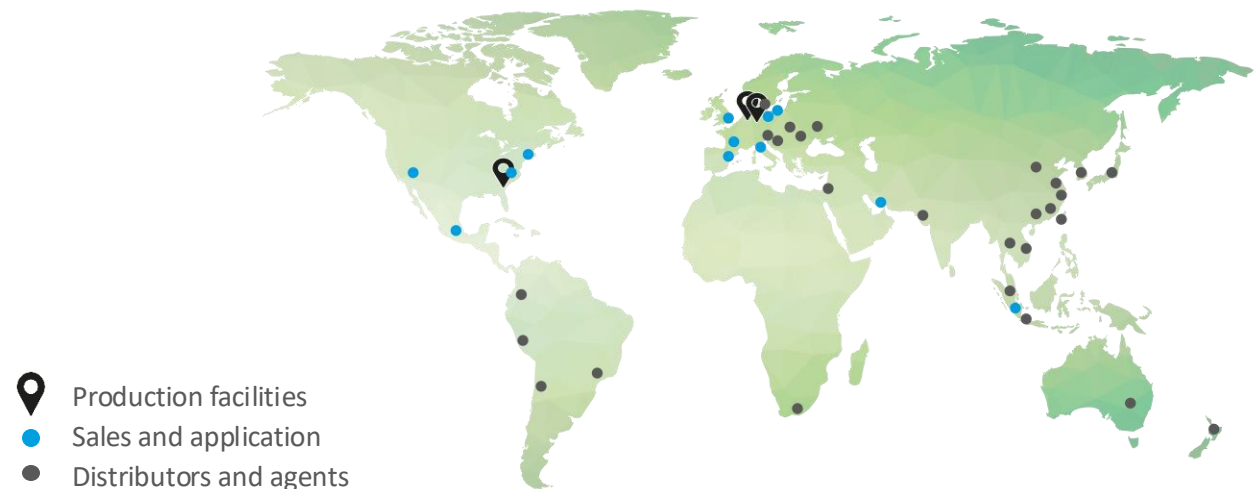 Production facilities
Sales and application
Distributors and agents